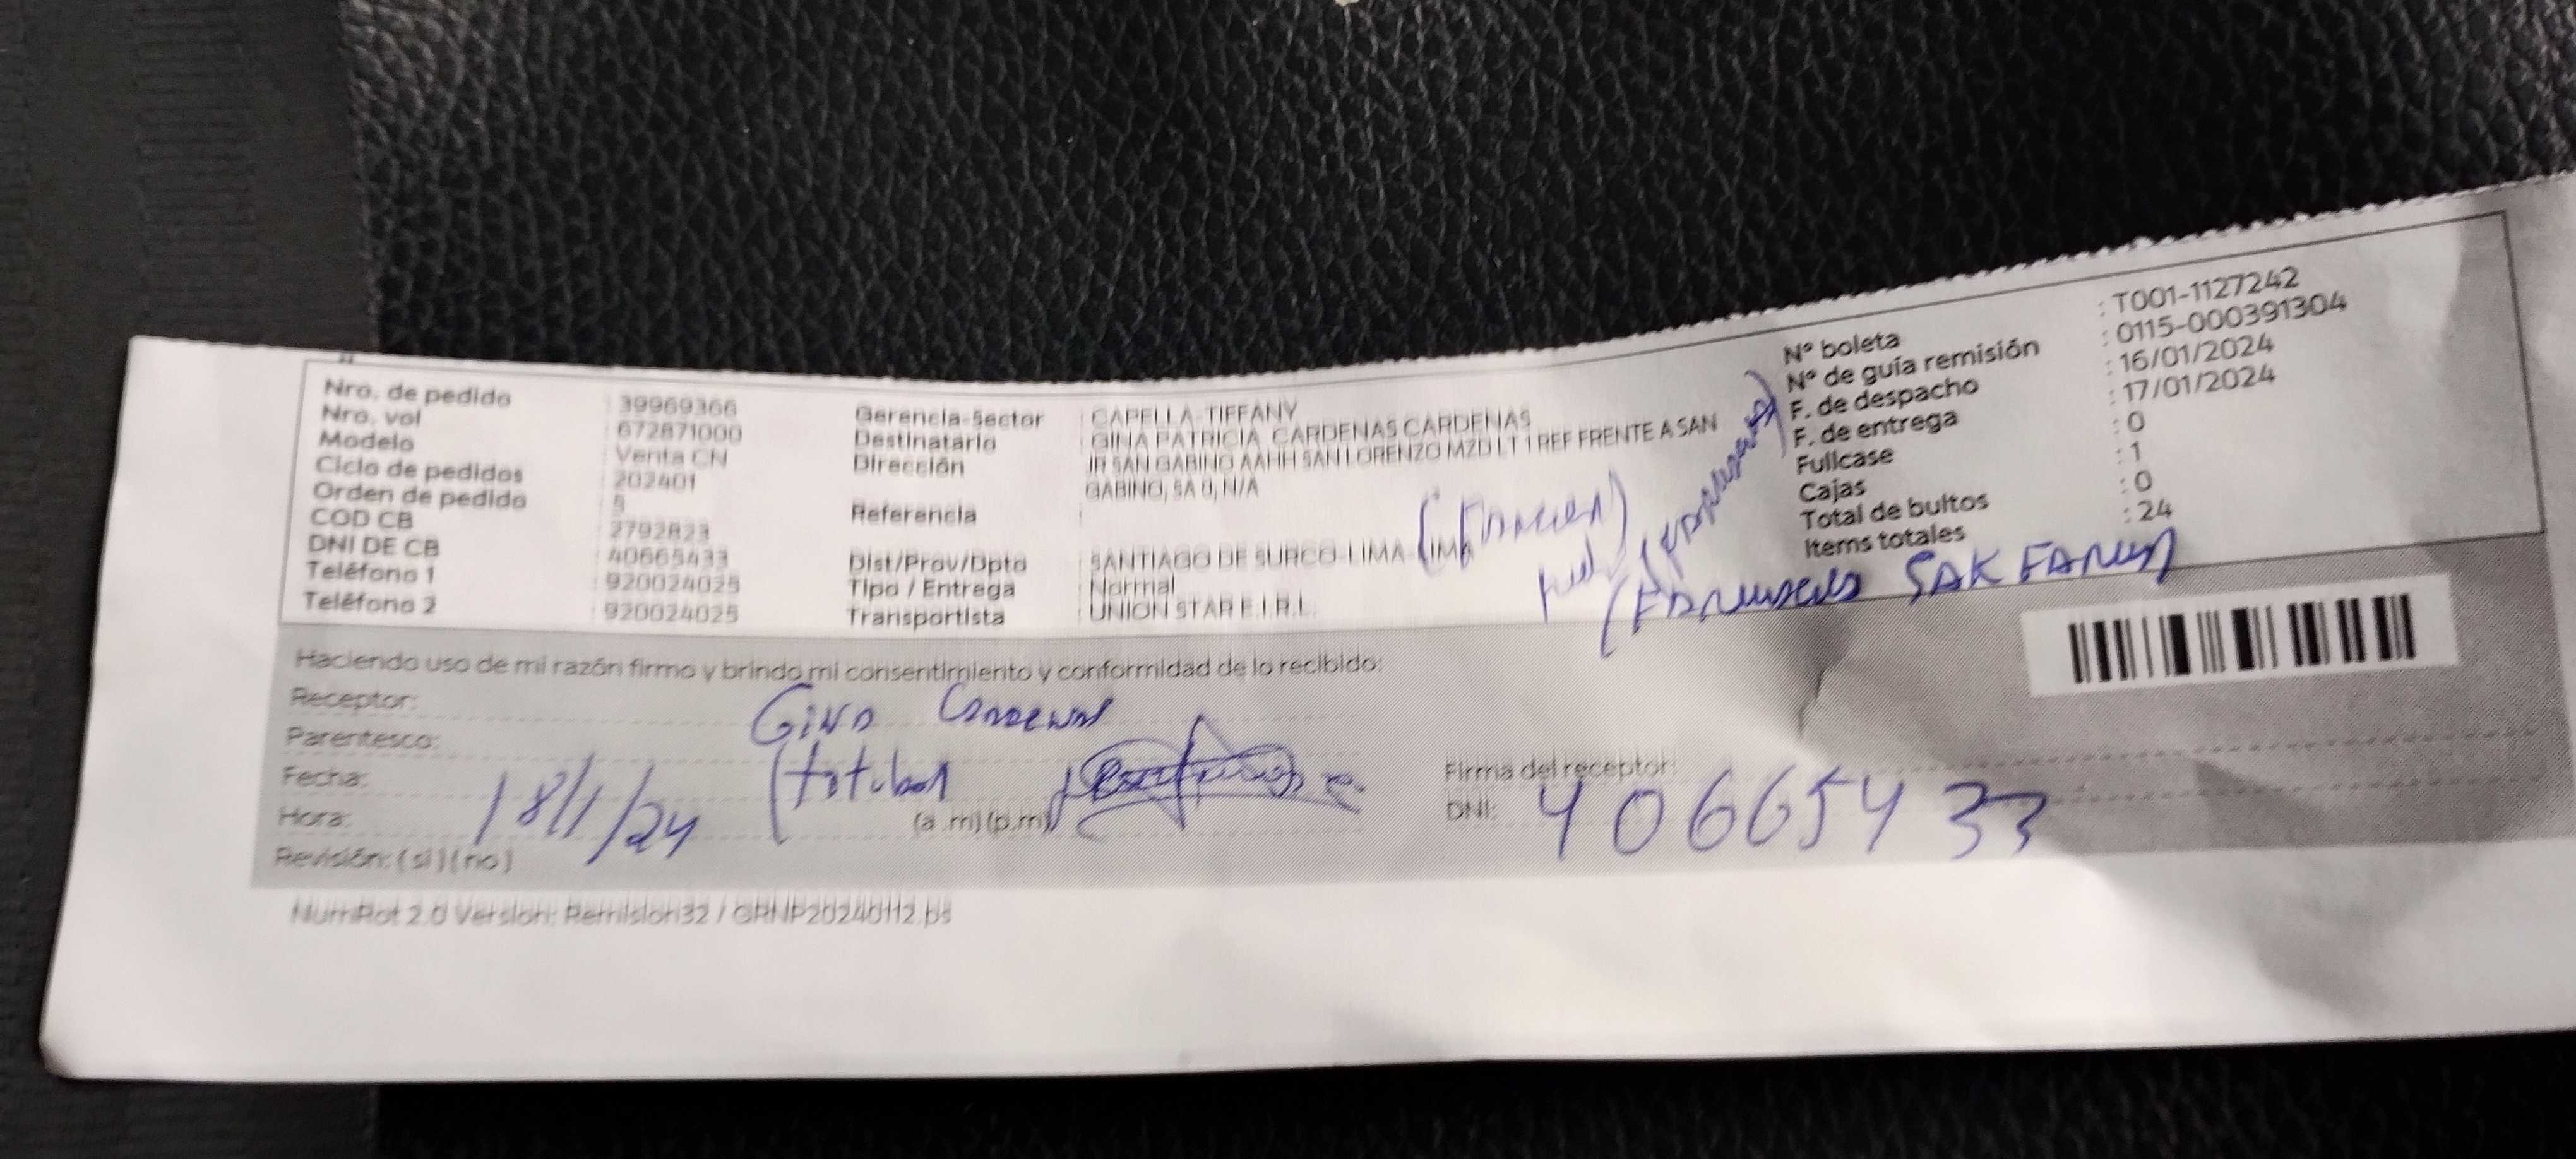 Nro. de pedido : 39969366
Nro. vol : 672871000
Modelo : Venta CN
Ciclo de pedidos : 202401
Orden de pedido : 5
COD CB : 2792823
DNI DE CB : 40665433
Teléfono 1 : 920024025
Teléfono 2 : 920024025
Gerencia-Sector : CAPELLA-TIFFANY
Destinatario : GINA PATRICIA CARDENAS CARDENAS
Dirección : JR SAN GABINO AAHH SAN LORENZO MZD LT 1 REF FRENTE A SAN
GABINO, SA 0, N/A
Referencia :
Dist/Prov/Dpto : SANTIAGO DE SURCO-LIMA-LIMA
Tipo / Entrega : Normal
Transportista : UNION STAR E.I.R.L.
N° boleta : T001-1127242
N° de guía remisión : 0115-000391304
F. de despacho : 16/01/2024
F. de entrega : 17/01/2024
Fullcase : 0
Cajas : 1
Total de bultos : 0
Items totales : 24
Haciendo uso de mi razón firmo y brindo mi consentimiento y conformidad de lo recibido:
Receptor: Gina Cardenas
Parentesco: (titular
Fecha: 18/1/24
Hora: (a.m) (p.m)
Revisión: ( si ) ( no )
Firma del receptor:
DNI: 40665433
NumRot 2.0 Version: Remision32 / GRNP20240112.ps